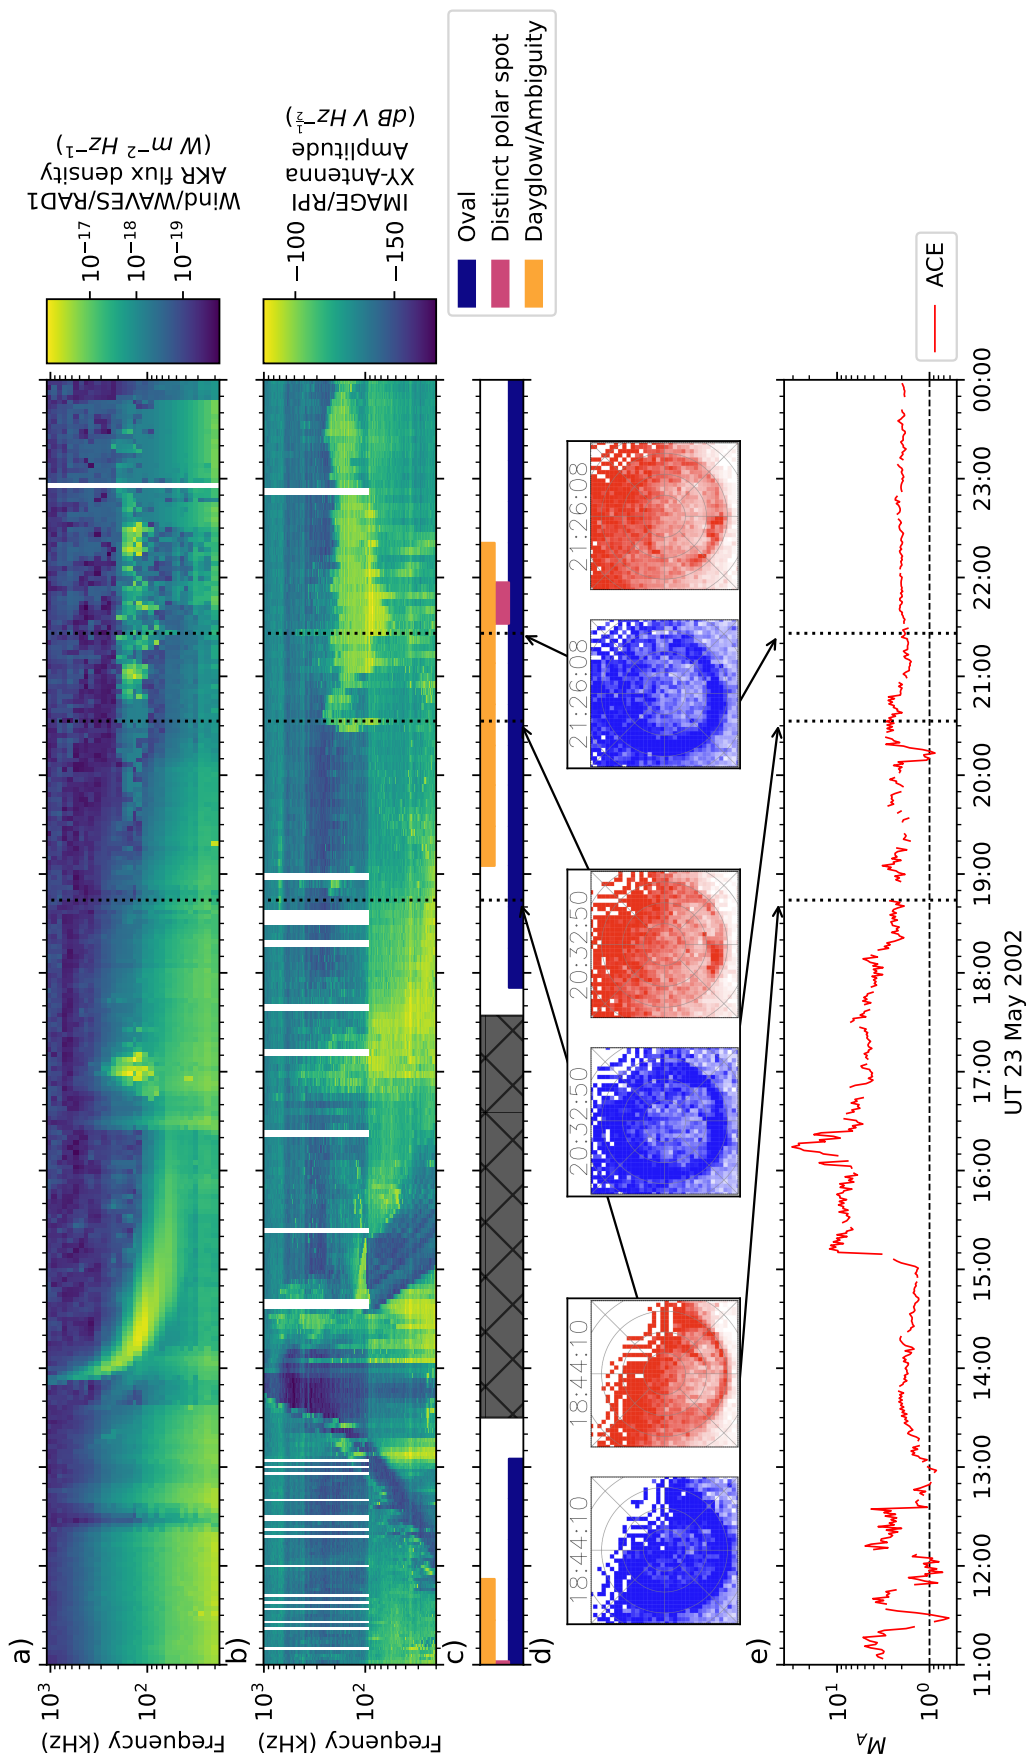 a)
10³
10²
Frequency (kHz)
10⁻¹⁷
10⁻¹⁸
10⁻¹⁹
Wind/WAVES/RAD1
AKR flux density
(W m⁻² Hz⁻¹)
b)
10³
10²
Frequency (kHz)
−100
−150
IMAGE/RPI
XY-Antenna
Amplitude
(dB V Hz⁻¹⁄²)
c)
Oval
Distinct polar spot
Dayglow/Ambiguity
d)
18:44:10
18:44:10
20:32:50
20:32:50
21:26:08
21:26:08
e)
10¹
10⁰
M_A
ACE
11:00
12:00
13:00
14:00
15:00
16:00
17:00
18:00
19:00
20:00
21:00
22:00
23:00
00:00
UT 23 May 2002